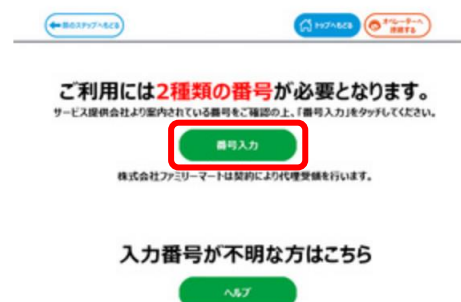 前のステップへもどる
トップへもどる
オペレーターへ
接続する
ご利用には2種類の番号が必要となります。
サービス提供会社より案内されている番号をご確認の上、「番号入力」をタッチしてください。
番号入力
株式会社ファミリーマートは契約により代理受領を行います。
入力番号が不明な方はこちら
ヘルプ